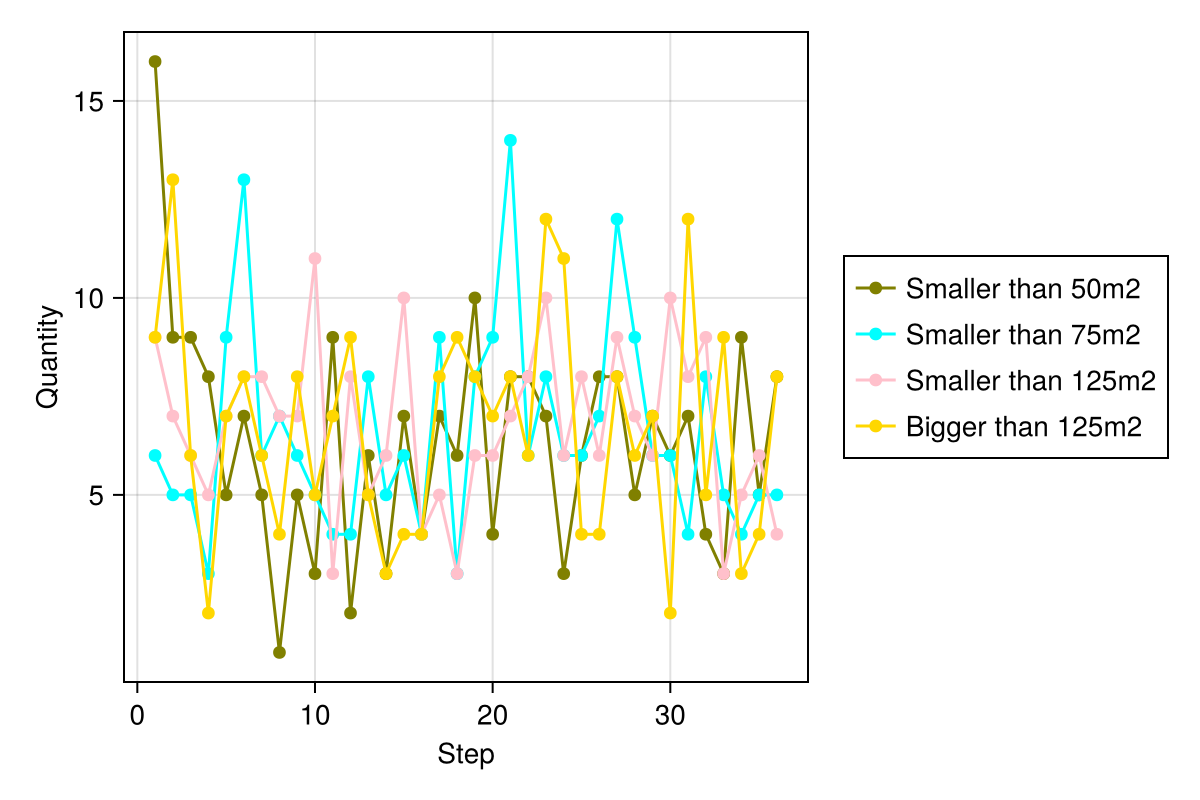 15
10
5
Quantity
0 10 20 30
Step
Smaller than 50m2
Smaller than 75m2
Smaller than 125m2
Bigger than 125m2